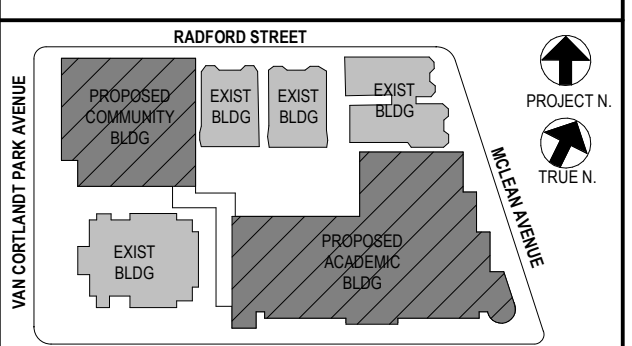 RADFORD STREET
VAN CORTLANDT PARK AVENUE
PROPOSED
COMMUNITY
BLDG
EXIST
BLDG
EXIST
BLDG
EXIST
BLDG
PROJECT N.
MCLEAN AVENUE
TRUE N.
EXIST
BLDG
PROPOSED
ACADEMIC
BLDG